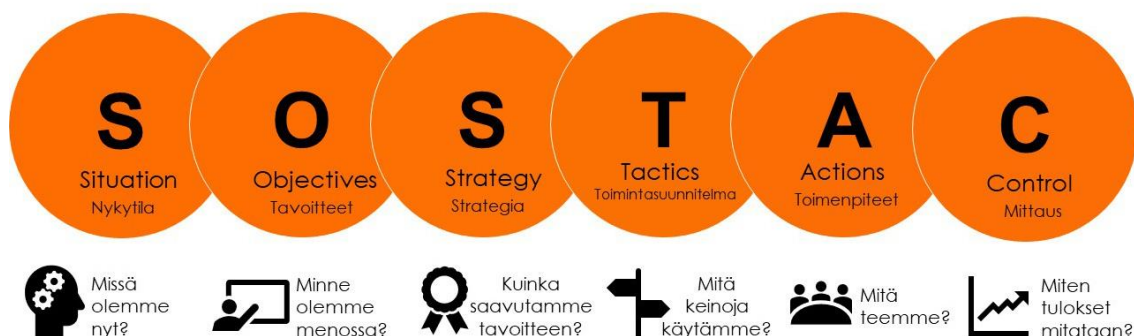 S
Situation
Nykytila
O
Objectives
Tavoitteet
S
Strategy
Strategia
T
Tactics
Toimintasuunnitelma
A
Actions
Toimenpiteet
C
Control
Mittaus
Missä
olemme
nyt?
Minne
olemme
menossa?
Kuinka
saavutamme
tavoitteen?
Mitä
keinoja
käytämme?
Mitä
teemme?
Miten
tulokset
mitataan?